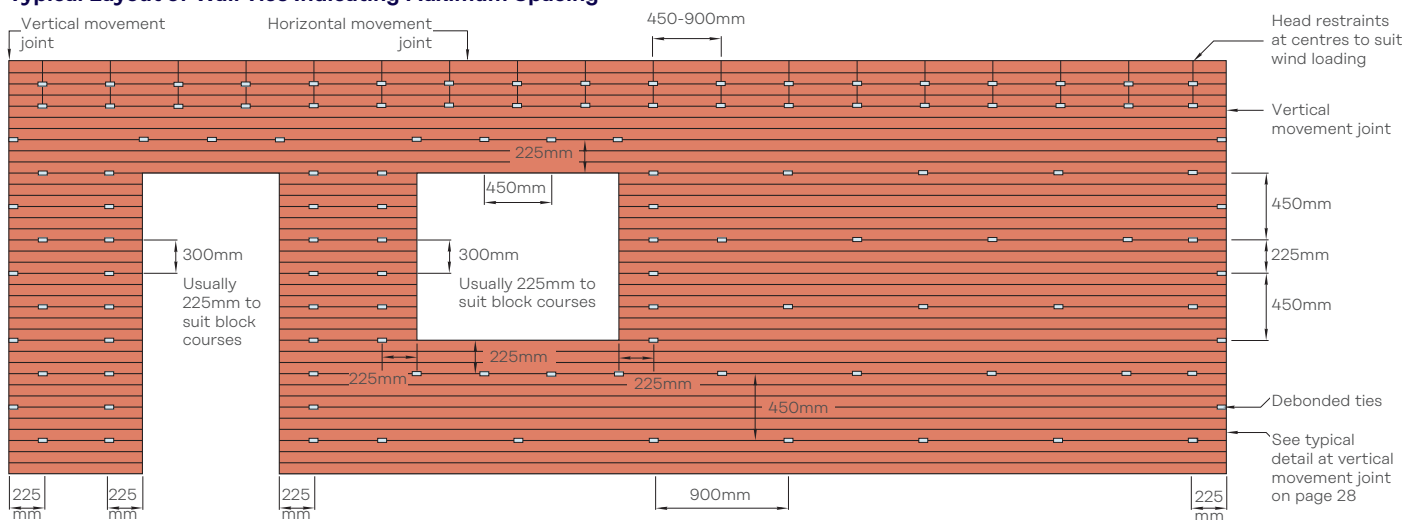 Typical Layout of Wall Ties Indicating Maximum Spacing
Vertical movement
joint
Horizontal movement
joint
450-900mm
Head restraints
at centres to suit
wind loading
Vertical
movement joint
225mm
450mm
450mm
300mm
Usually
225mm to
suit block
courses
300mm
Usually 225mm to
suit block courses
225mm
450mm
225mm
225mm
225mm
450mm
Debonded ties
See typical
detail at vertical
movement joint
on page 28
225
mm
225
mm
225
mm
900mm
225
mm